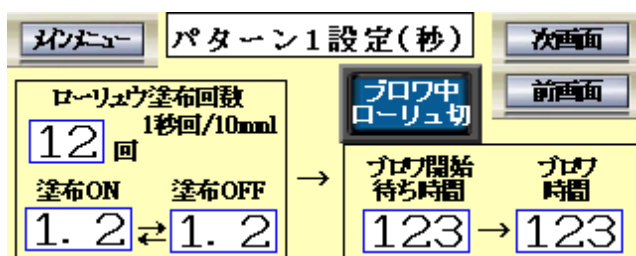 メインメニュー
パターン1設定(秒)
次画面
前画面
ローリュウ塗布回数
1秒回/10mml
12 回
ブロワ中
ローリュ切
塗布ON 塗布OFF
1. 2 ⇄ 1. 2
→
ブロワ開始
待ち時間
ブロワ
時間
123 → 123